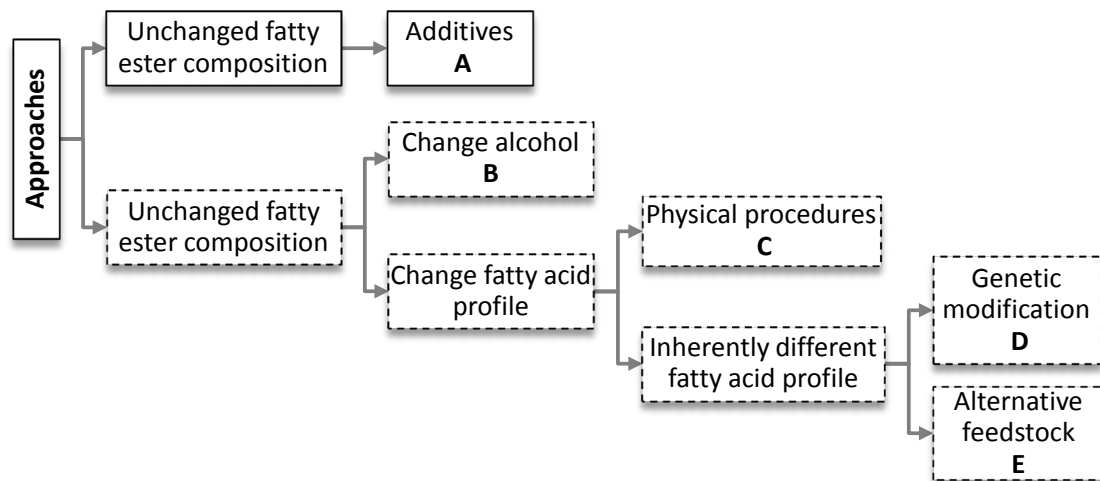 Approaches
Unchanged fatty
ester composition
Additives
A
Unchanged fatty
ester composition
Change alcohol
B
Change fatty acid
profile
Physical procedures
C
Inherently different
fatty acid profile
Genetic
modification
D
Alternative
feedstock
E